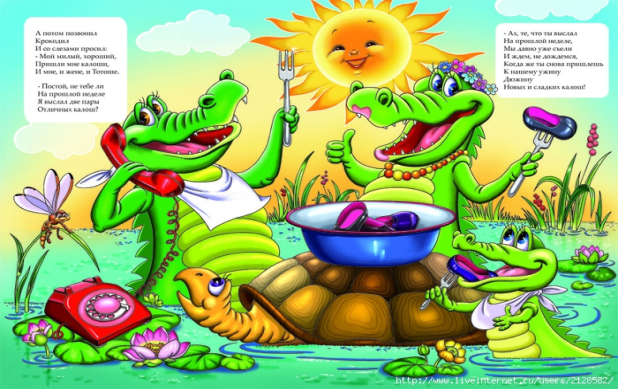 А потом позвонил
Крокодил
И со слезами просил:
- Мой милый, хороший,
Пришли мне калоши,
И мне, и жене, и Тотоше.
- Постой, не тебе ли
На прошлой неделе
Я выслал две пары
Отличных калош?
- Ах, те, что ты выслал
На прошлой неделе,
Мы давно уже съели
И ждем, не дождемся,
Когда же ты снова пришлешь
К нашему ужину
Дюжину
Новых и сладких калош!
http://www.liveinternet.ru/users/2126582/